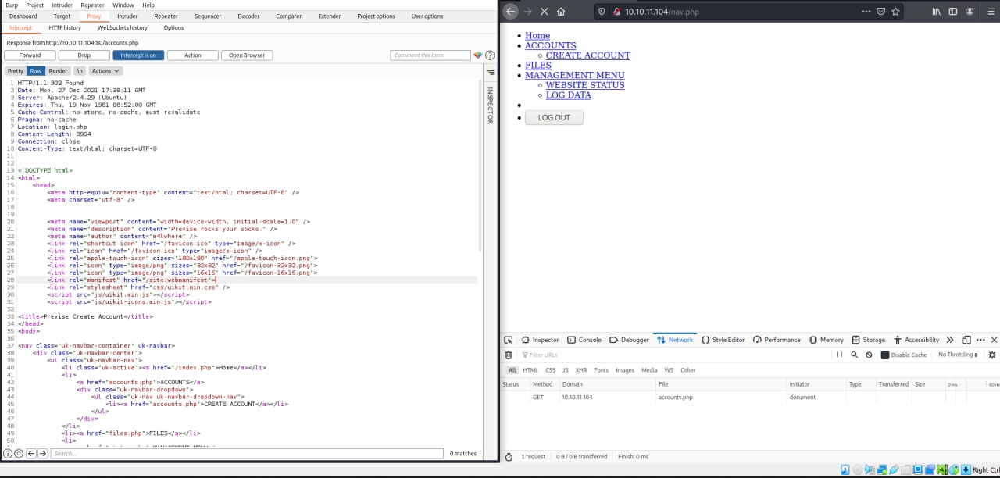 Burp Project Intruder Repeater Window Help
Dashboard Target Proxy Intruder Repeater Sequencer Decoder Comparer Extender Project options User options
Intercept HTTP history WebSockets history Options
Response from http://10.10.11.104:80/accounts.php
Forward Drop Intercept is on Action Open Browser Comment this item
Pretty Raw Render \n Actions
INSPECTOR
1 HTTP/1.1 302 Found
2 Date: Mon, 27 Dec 2021 17:38:11 GMT
3 Server: Apache/2.4.29 (Ubuntu)
4 Expires: Thu, 19 Nov 1981 08:52:00 GMT
5 Cache-Control: no-store, no-cache, must-revalidate
6 Pragma: no-cache
7 Location: login.php
8 Content-Length: 3994
9 Connection: close
10 Content-Type: text/html; charset=UTF-8
11
12
13 <!DOCTYPE html>
14 <html>
15 <head>
16 <meta http-equiv="content-type" content="text/html; charset=UTF-8" />
17 <meta charset="utf-8" />
18
19
20 <meta name="viewport" content="width=device-width, initial-scale=1.0" />
21 <meta name="description" content="Previse rocks your socks." />
22 <meta name="author" content="m4lwhere" />
23 <link rel="shortcut icon" href="/favicon.ico" type="image/x-icon" />
24 <link rel="icon" href="/favicon.ico" type="image/x-icon" />
25 <link rel="apple-touch-icon" sizes="180x180" href="/apple-touch-icon.png">
26 <link rel="icon" type="image/png" sizes="32x32" href="/favicon-32x32.png">
27 <link rel="icon" type="image/png" sizes="16x16" href="/favicon-16x16.png">
28 <link rel="manifest" href="/site.webmanifest">
29 <link rel="stylesheet" href="css/uikit.min.css" />
30 <script src="js/uikit.min.js"></script>
31 <script src="js/uikit-icons.min.js"></script>
32
33 <title>Previse Create Account</title>
34 </head>
35 <body>
36
37 <nav class="uk-navbar-container" uk-navbar>
38 <div class="uk-navbar-center">
39 <ul class="uk-navbar-nav">
40 <li class="uk-active"><a href="/index.php">Home</a></li>
41 <li>
42 <a href="accounts.php">ACCOUNTS</a>
43 <div class="uk-navbar-dropdown">
44 <ul class="uk-nav uk-navbar-dropdown-nav">
45 <li><a href="accounts.php">CREATE ACCOUNT</a></li>
46 </ul>
47 </div>
48 </li>
49 <li><a href="files.php">FILES</a></li>
50 <li>
Search... 0 matches
10.10.11.104/nav.php
Home
ACCOUNTS
CREATE ACCOUNT
FILES
MANAGEMENT MENU
WEBSITE STATUS
LOG DATA
LOG OUT
Inspector Console Debugger Network Style Editor Performance Memory Storage Accessibility
Filter URLs Disable Cache No Throttling
All HTML CSS JS XHR Fonts Images Media WS Other
Status Method Domain File Initiator Type Transferred Size 0 ms 80 ms
GET 10.10.11.104 accounts.php document
1 request 0 B / 0 B transferred Finish: 0 ms
Right Ctrl